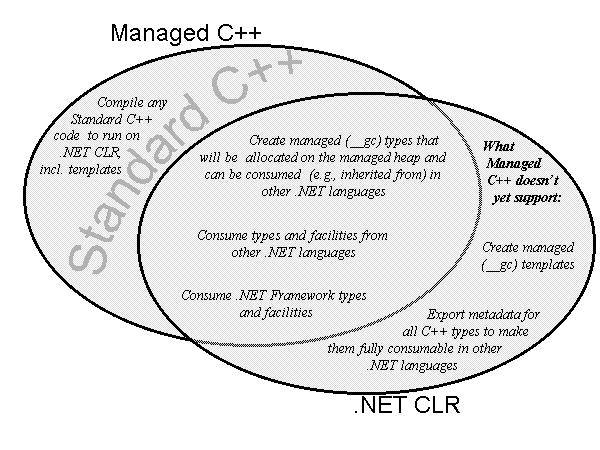 Managed C++
Standard C++
Compile any
Standard C++
code to run on
.NET CLR,
incl. templates
Create managed (__gc) types that
will be allocated on the managed heap and
can be consumed (e.g., inherited from) in
other .NET languages
Consume types and facilities from
other .NET languages
Consume .NET Framework types
and facilities
What
Managed
C++ doesn't
yet support:
Create managed
(__gc) templates
Export metadata for
all C++ types to make
them fully consumable in other
.NET languages
.NET CLR